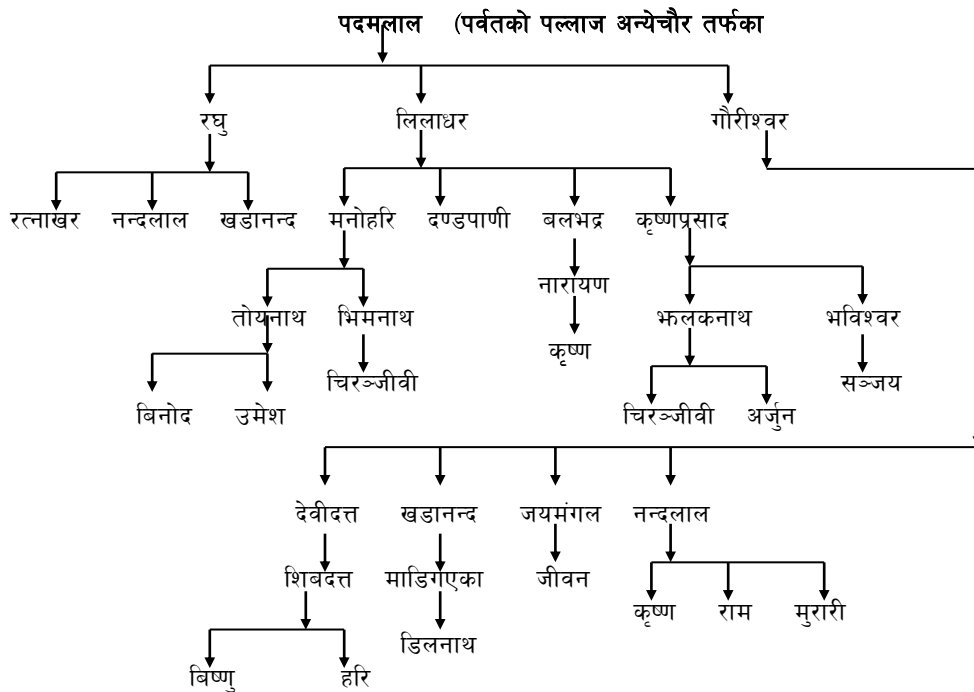 पदमलाल (पर्वतको पल्लाज अन्येचौर तर्फका
रघु लिलाधर गौरीश्वर
रत्नाखर नन्दलाल खडानन्द मनोहरि दण्डपाणी बलभद्र कृष्णप्रसाद
नारायण
तोयनाथ भिमनाथ झलकनाथ भविश्वर
कृष्ण
चिरञ्जीवी सञ्जय
बिनोद उमेश चिरञ्जीवी अर्जुन
देवीदत्त खडानन्द जयमंगल नन्दलाल
शिबदत्त माडिगएका जीवन
कृष्ण राम मुरारी
डिलनाथ
बिष्णु हरि